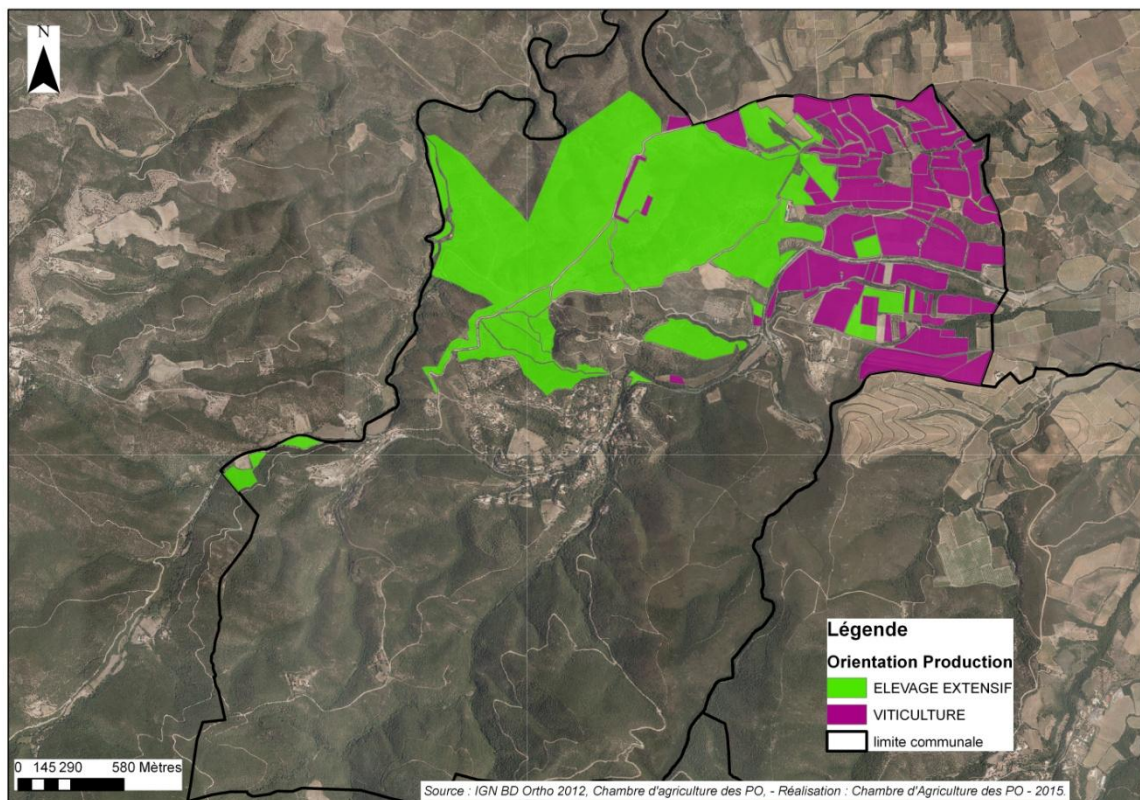 N
Légende
Orientation Production
ELEVAGE EXTENSIF
VITICULTURE
limite communale
0 145 290 580 Mètres
Source : IGN BD Ortho 2012, Chambre d'agriculture des PO, - Réalisation : Chambre d'Agriculture des PO - 2015.